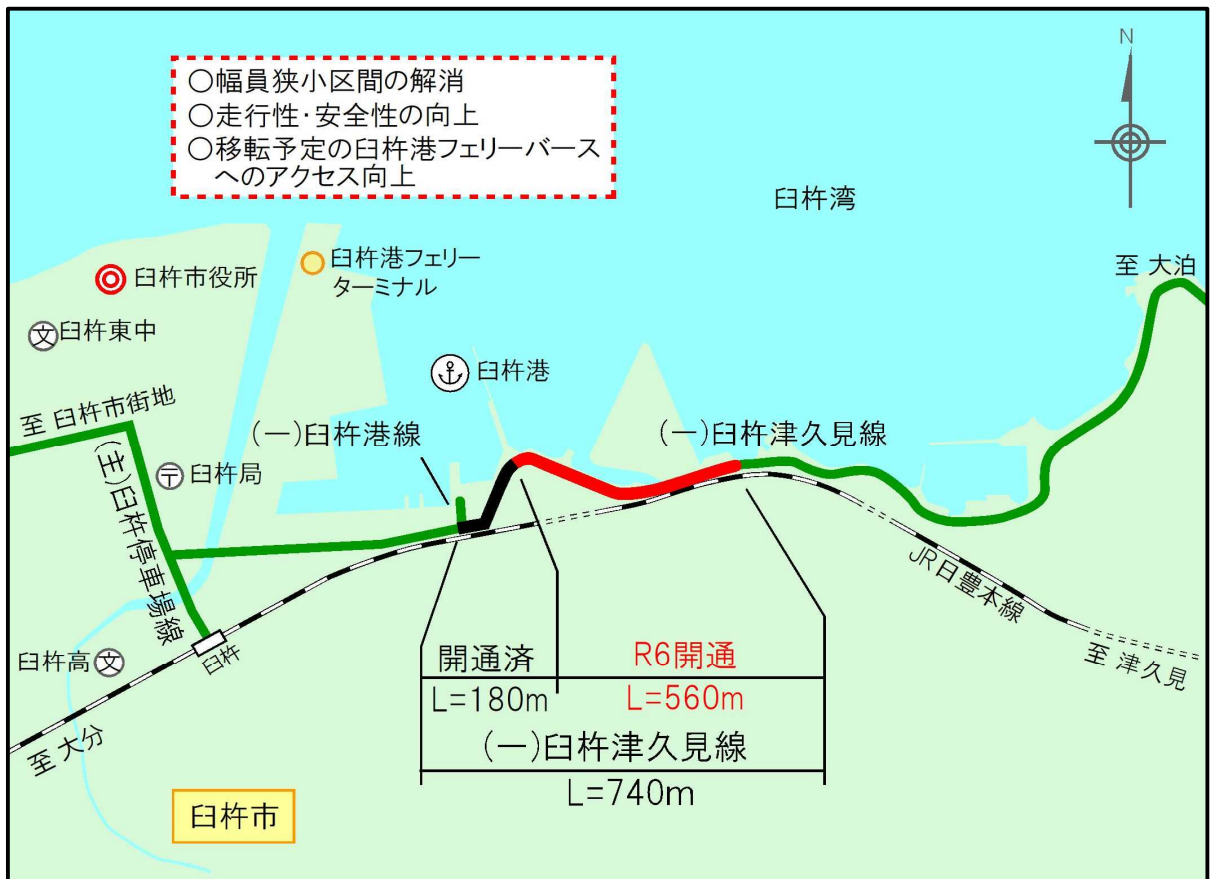 ○幅員狭小区間の解消
○走行性・安全性の向上
○移転予定の臼杵港フェリーバース
へのアクセス向上
N
臼杵湾
至 大泊
臼杵港フェリー
ターミナル
臼杵市役所
文
臼杵東中
臼杵港
至 臼杵市街地
(一)臼杵港線
(一)臼杵津久見線
〒
臼杵局
(主)臼杵停車場線
JR日豊本線
臼杵高
文
臼杵
開通済
R6開通
至 津久見
L=180m
L=560m
至 大分
(一)臼杵津久見線
L=740m
臼杵市